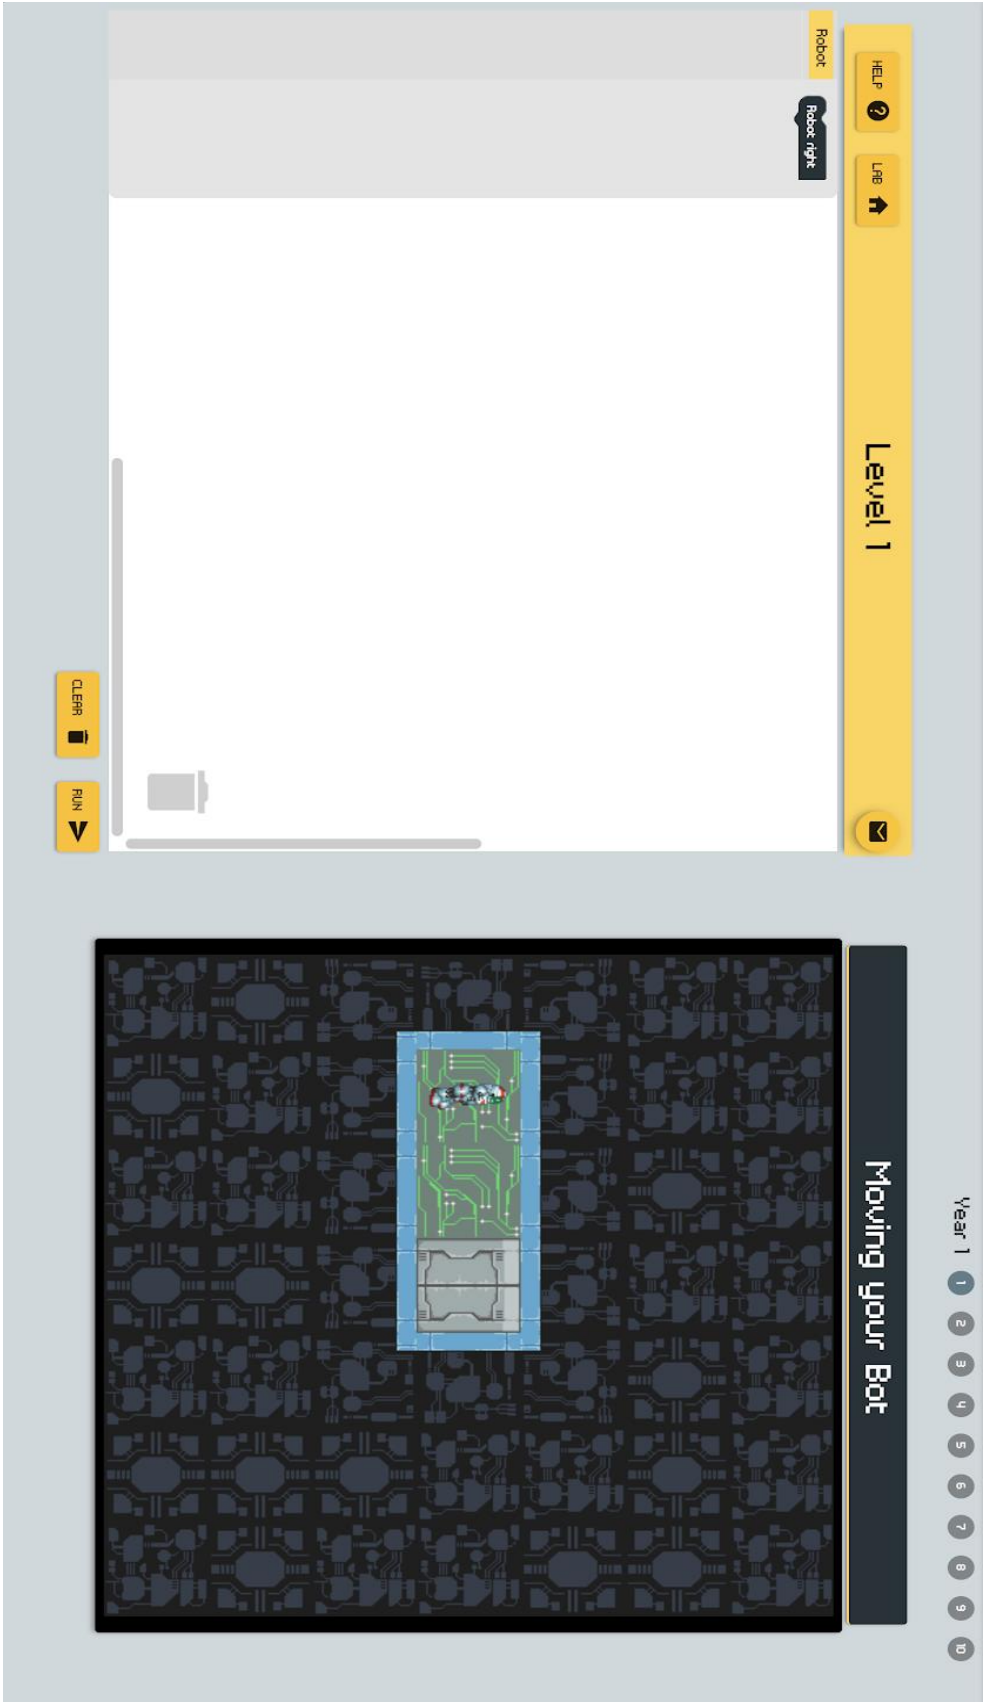 Year 1 1 2 3 4 5 6 7 8 9 10
HELP ?
LAB
Level 1
Moving your Bot
Robot
Robot right
CLEAR
RUN